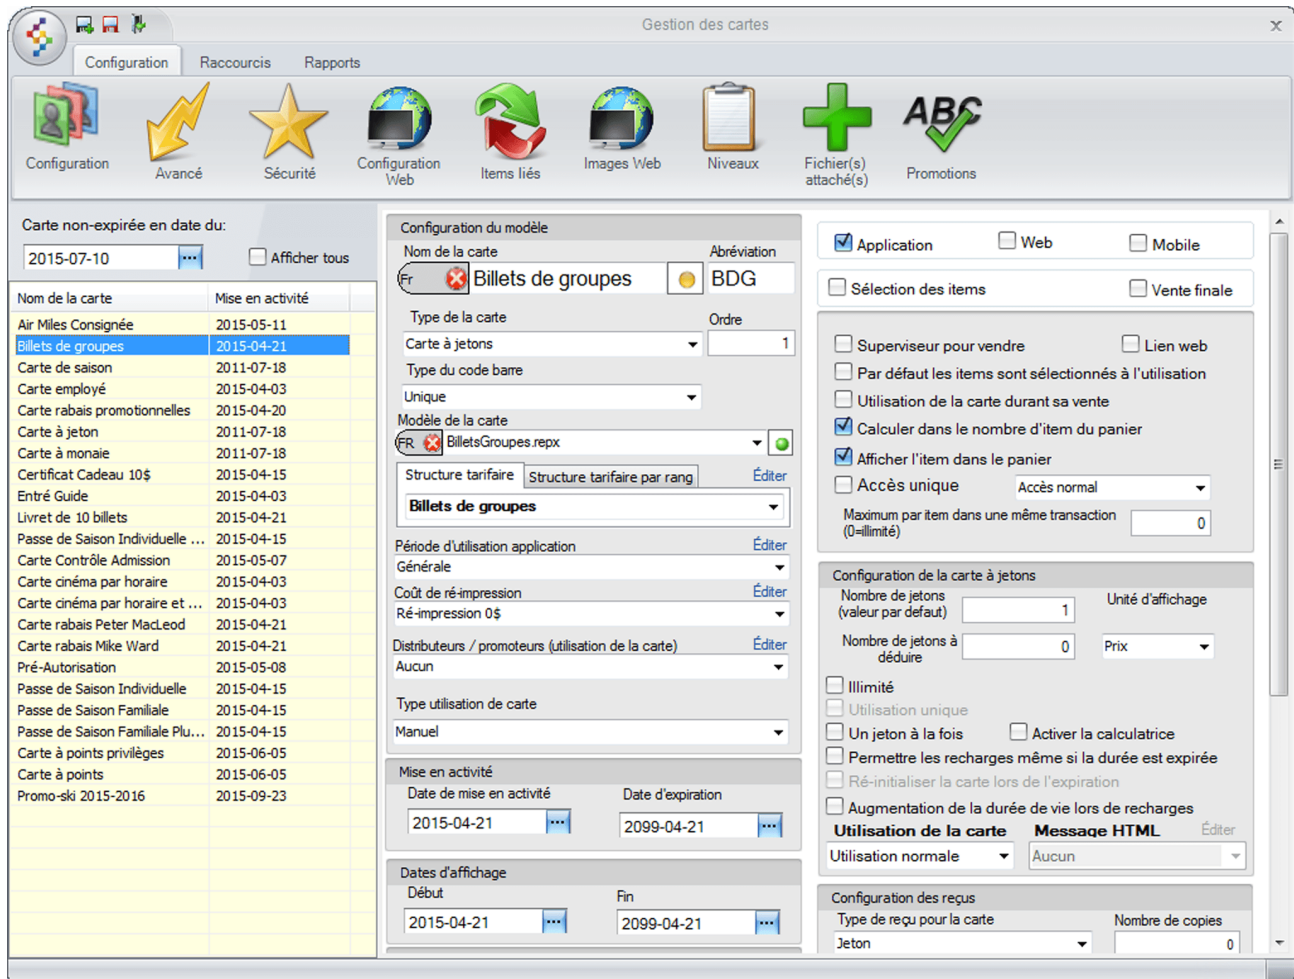 Gestion des cartes
x
Configuration Raccourcis Rapports
Configuration
Avancé
Sécurité
Configuration Web
Items liés
Images Web
Niveaux
Fichier(s) attaché(s)
ABC
Promotions
Carte non-expirée en date du:
2015-07-10 ... Afficher tous
Nom de la carte Mise en activité
Air Miles Consignée 2015-05-11
Billets de groupes 2015-04-21
Carte de saison 2011-07-18
Carte employé 2015-04-03
Carte rabais promotionnelles 2015-04-20
Carte à jeton 2011-07-18
Carte à monaie 2011-07-18
Certificat Cadeau 10$ 2015-04-15
Entré Guide 2015-04-03
Livret de 10 billets 2015-04-21
Passe de Saison Individuelle ... 2015-04-15
Carte Contrôle Admission 2015-05-07
Carte cinéma par horaire 2015-04-03
Carte cinéma par horaire et ... 2015-04-03
Carte rabais Peter MacLeod 2015-04-21
Carte rabais Mike Ward 2015-04-21
Pré-Autorisation 2015-05-08
Passe de Saison Individuelle 2015-04-15
Passe de Saison Familiale 2015-04-15
Passe de Saison Familiale Plu... 2015-04-15
Carte à points privilèges 2015-06-05
Carte à points 2015-06-05
Promo-ski 2015-2016 2015-09-23
Configuration du modèle
Nom de la carte Abréviation
Fr Billets de groupes BDG
Type de la carte Ordre
Carte à jetons 1
Type du code barre
Unique
Modèle de la carte
FR BilletsGroupes.repx
Structure tarifaire Structure tarifaire par rang Éditer
Billets de groupes
Période d'utilisation application Éditer
Générale
Coût de ré-impression Éditer
Ré-impression 0$
Distributeurs / promoteurs (utilisation de la carte) Éditer
Aucun
Type utilisation de carte
Manuel
Mise en activité
Date de mise en activité Date d'expiration
2015-04-21 ... 2099-04-21 ...
Dates d'affichage
Début Fin
2015-04-21 ... 2099-04-21 ...
Application Web Mobile
Sélection des items Vente finale
Superviseur pour vendre Lien web
Par défaut les items sont sélectionnés à l'utilisation
Utilisation de la carte durant sa vente
Calculer dans le nombre d'item du panier
Afficher l'item dans le panier
Accès unique Accès normal
Maximum par item dans une même transaction
(0=illimité) 0
Configuration de la carte à jetons
Nombre de jetons
(valeur par defaut) 1 Unité d'affichage
Nombre de jetons à
déduire 0 Prix
Illimité
Utilisation unique
Un jeton à la fois Activer la calculatrice
Permettre les recharges même si la durée est expirée
Ré-initialiser la carte lors de l'expiration
Augmentation de la durée de vie lors de recharges
Utilisation de la carte Message HTML Éditer
Utilisation normale Aucun
Configuration des reçus
Type de reçu pour la carte Nombre de copies
Jeton 0